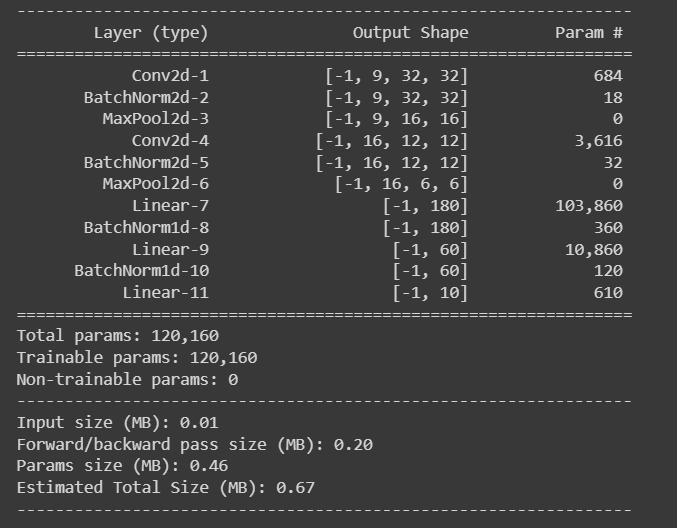 ----------------------------------------------------------------
Layer (type) Output Shape Param #
================================================================
Conv2d-1 [-1, 9, 32, 32] 684
BatchNorm2d-2 [-1, 9, 32, 32] 18
MaxPool2d-3 [-1, 9, 16, 16] 0
Conv2d-4 [-1, 16, 12, 12] 3,616
BatchNorm2d-5 [-1, 16, 12, 12] 32
MaxPool2d-6 [-1, 16, 6, 6] 0
Linear-7 [-1, 180] 103,860
BatchNorm1d-8 [-1, 180] 360
Linear-9 [-1, 60] 10,860
BatchNorm1d-10 [-1, 60] 120
Linear-11 [-1, 10] 610
================================================================
Total params: 120,160
Trainable params: 120,160
Non-trainable params: 0
----------------------------------------------------------------
Input size (MB): 0.01
Forward/backward pass size (MB): 0.20
Params size (MB): 0.46
Estimated Total Size (MB): 0.67
----------------------------------------------------------------